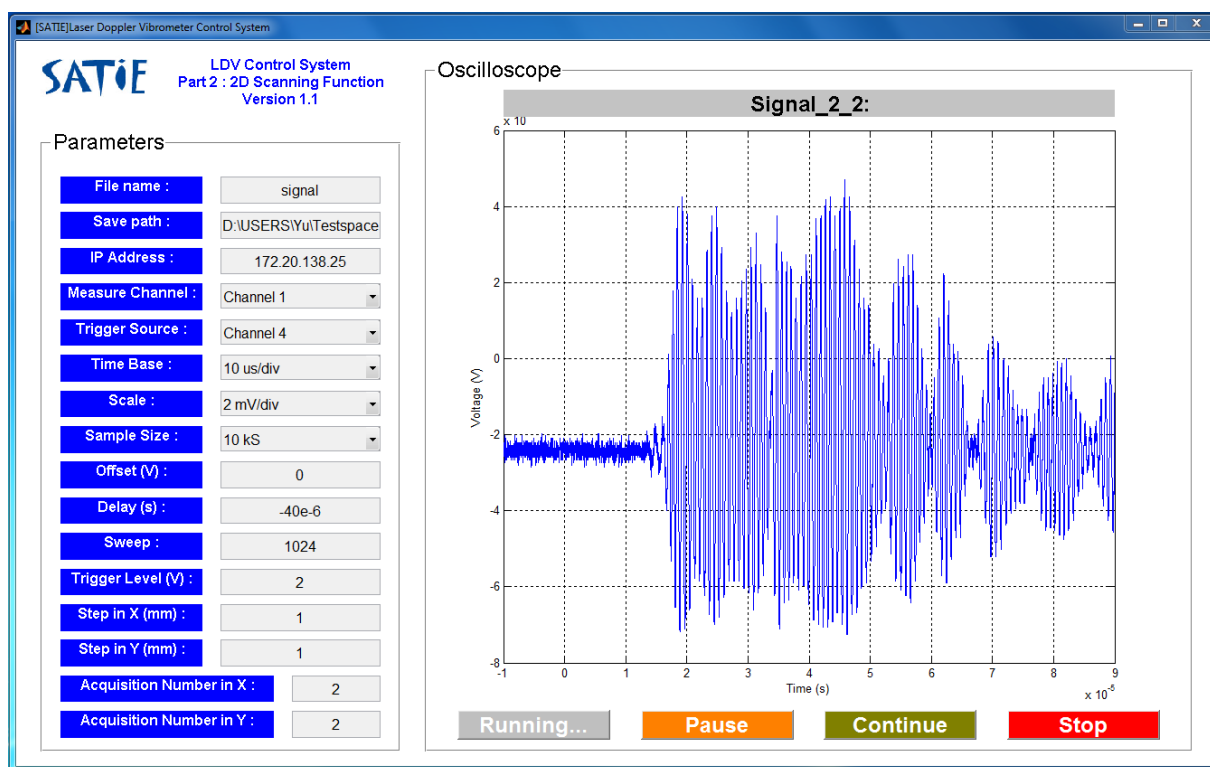 [SATIE]Laser Doppler Vibrometer Control System
SATiE
LDV Control System
Part 2 : 2D Scanning Function
Version 1.1
Parameters
File name :
signal
Save path :
D:\USERS\Yu\Testspace
IP Address :
172.20.138.25
Measure Channel :
Channel 1
Trigger Source :
Channel 4
Time Base :
10 us/div
Scale :
2 mV/div
Sample Size :
10 kS
Offset (V) :
0
Delay (s) :
-40e-6
Sweep :
1024
Trigger Level (V) :
2
Step in X (mm) :
1
Step in Y (mm) :
1
Acquisition Number in X :
2
Acquisition Number in Y :
2
Oscilloscope
Signal_2_2:
x 10
6
4
2
0
-2
-4
-6
-8
Voltage (V)
-1 0 1 2 3 4 5 6 7 8 9
Time (s)
x 10^-5
Running...
Pause
Continue
Stop